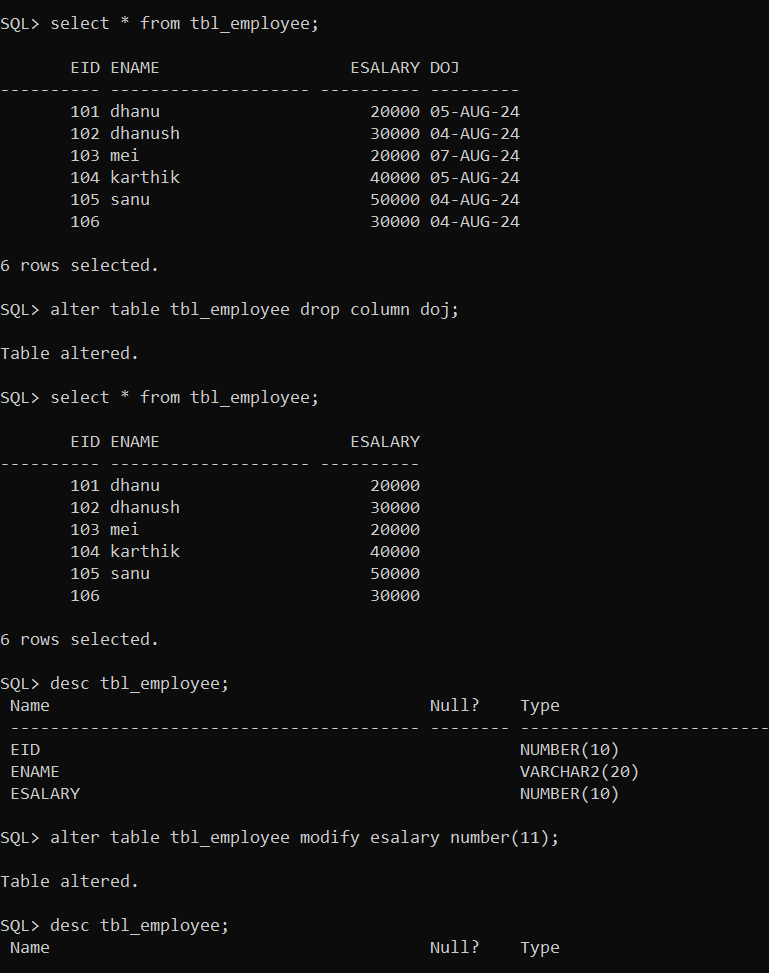 SQL> select * from tbl_employee;
       EID ENAME                   ESALARY DOJ
---------- -------------------- ---------- ---------
       101 dhanu                     20000 05-AUG-24
       102 dhanush                   30000 04-AUG-24
       103 mei                       20000 07-AUG-24
       104 karthik                   40000 05-AUG-24
       105 sanu                      50000 04-AUG-24
       106                           30000 04-AUG-24
6 rows selected.
SQL> alter table tbl_employee drop column doj;
Table altered.
SQL> select * from tbl_employee;
       EID ENAME                   ESALARY
---------- -------------------- ----------
       101 dhanu                     20000
       102 dhanush                   30000
       103 mei                       20000
       104 karthik                   40000
       105 sanu                      50000
       106                           30000
6 rows selected.
SQL> desc tbl_employee;
 Name                                      Null?    Type
 ----------------------------------------- -------- -------------------------
 EID                                                NUMBER(10)
 ENAME                                              VARCHAR2(20)
 ESALARY                                            NUMBER(10)
SQL> alter table tbl_employee modify esalary number(11);
Table altered.
SQL> desc tbl_employee;
 Name                                      Null?    Type